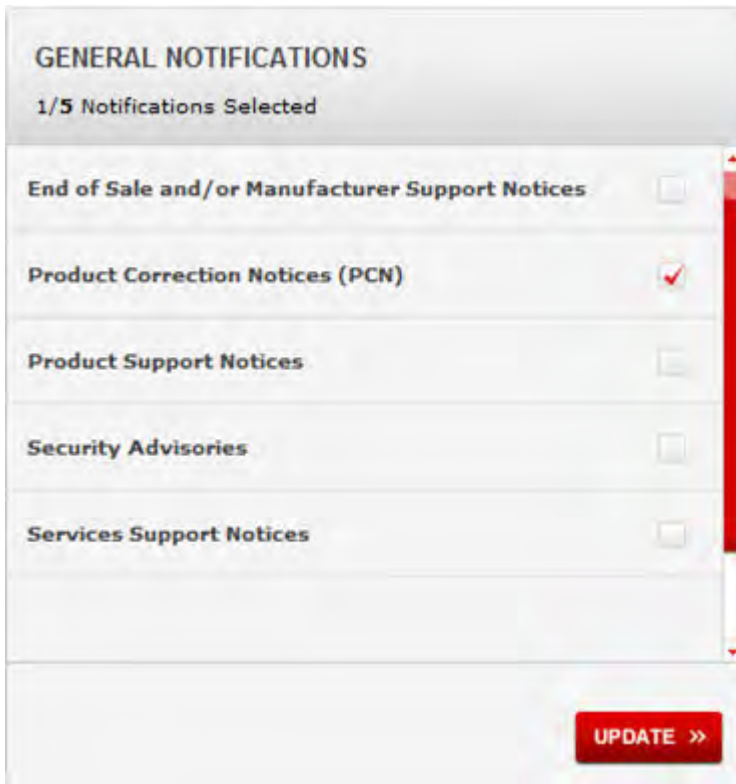 GENERAL NOTIFICATIONS
1/5 Notifications Selected
End of Sale and/or Manufacturer Support Notices
Product Correction Notices (PCN)
Product Support Notices
Security Advisories
Services Support Notices
UPDATE »